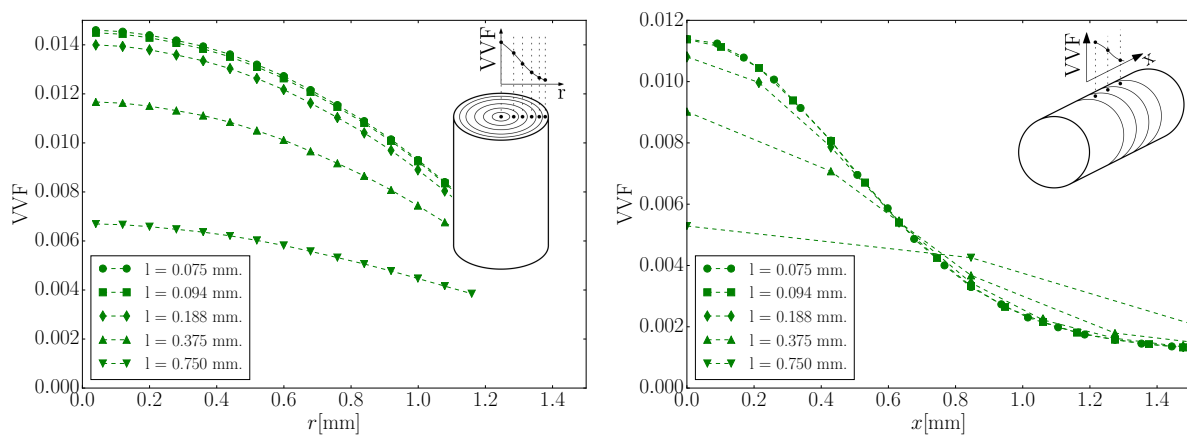 0.014
0.012
0.010
0.008
0.006
0.004
0.002
0.000
VVF
0.0 0.2 0.4 0.6 0.8 1.0 1.2 1.4
r[mm]
l = 0.075 mm.
l = 0.094 mm.
l = 0.188 mm.
l = 0.375 mm.
l = 0.750 mm.
VVF
r
0.012
0.010
0.008
0.006
0.004
0.002
0.000
VVF
0.0 0.2 0.4 0.6 0.8 1.0 1.2 1.4
x[mm]
l = 0.075 mm.
l = 0.094 mm.
l = 0.188 mm.
l = 0.375 mm.
l = 0.750 mm.
VVF
x